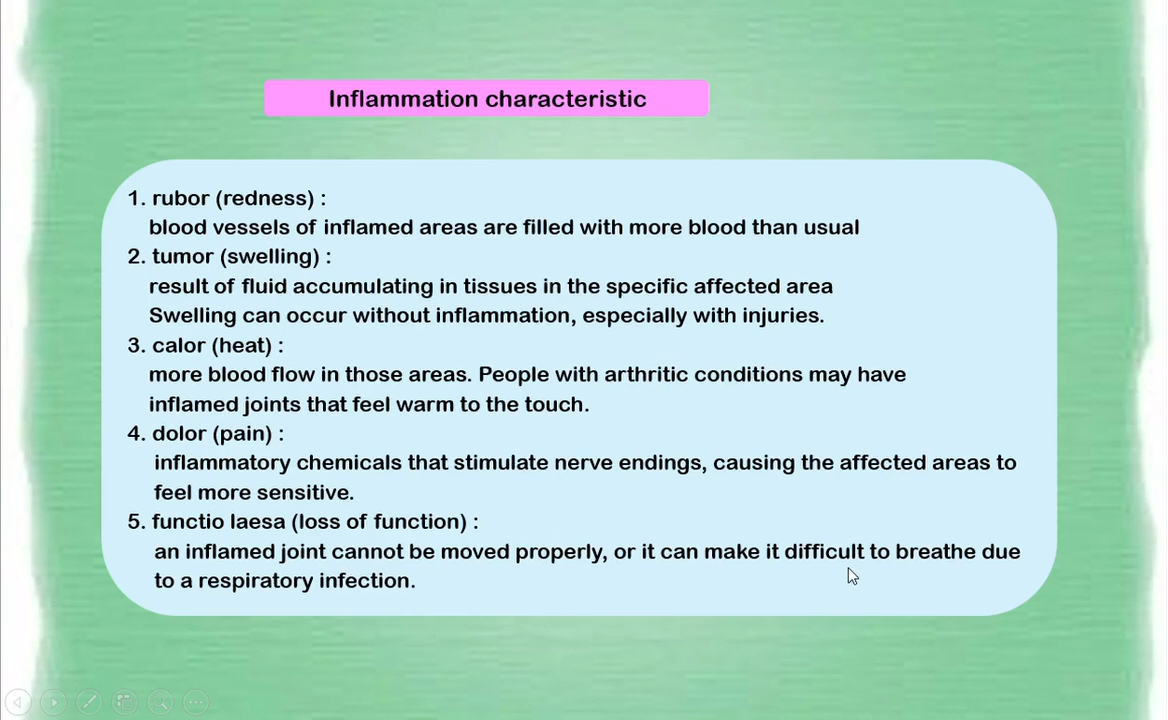 Inflammation characteristic
1. rubor (redness) :
blood vessels of inflamed areas are filled with more blood than usual
2. tumor (swelling) :
result of fluid accumulating in tissues in the specific affected area
Swelling can occur without inflammation, especially with injuries.
3. calor (heat) :
more blood flow in those areas. People with arthritic conditions may have
inflamed joints that feel warm to the touch.
4. dolor (pain) :
inflammatory chemicals that stimulate nerve endings, causing the affected areas to
feel more sensitive.
5. functio laesa (loss of function) :
an inflamed joint cannot be moved properly, or it can make it difficult to breathe due
to a respiratory infection.